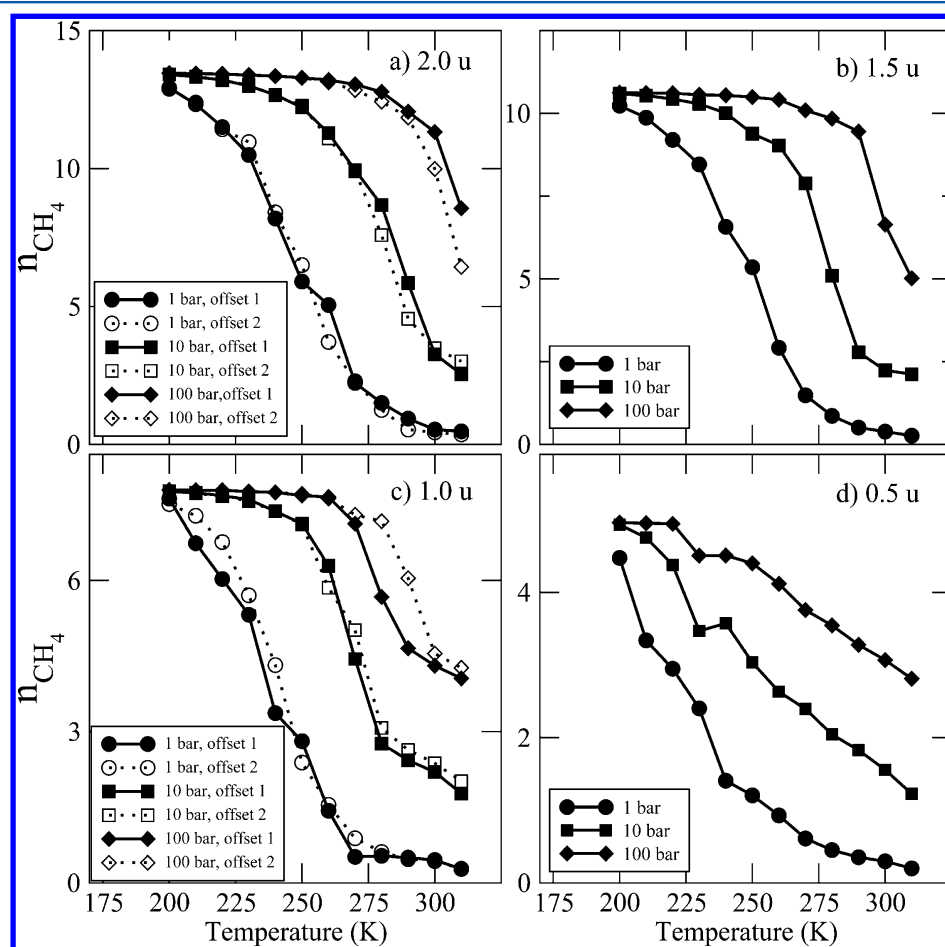 15
a) 2.0 u
b) 1.5 u
10
10
n_{CH_4}
5
5
1 bar, offset 1
1 bar, offset 2
10 bar, offset 1
10 bar, offset 2
100 bar,offset 1
100 bar, offset 2
1 bar
10 bar
100 bar
0
0
c) 1.0 u
d) 0.5 u
6
4
n_{CH_4}
3
2
1 bar, offset 1
1 bar, offset 2
10 bar, offset 1
10 bar, offset 2
100 bar, offset 1
100 bar, offset 2
1 bar
10 bar
100 bar
0
0
175 200 225 250 275 300
175 200 225 250 275 300
Temperature (K)
Temperature (K)